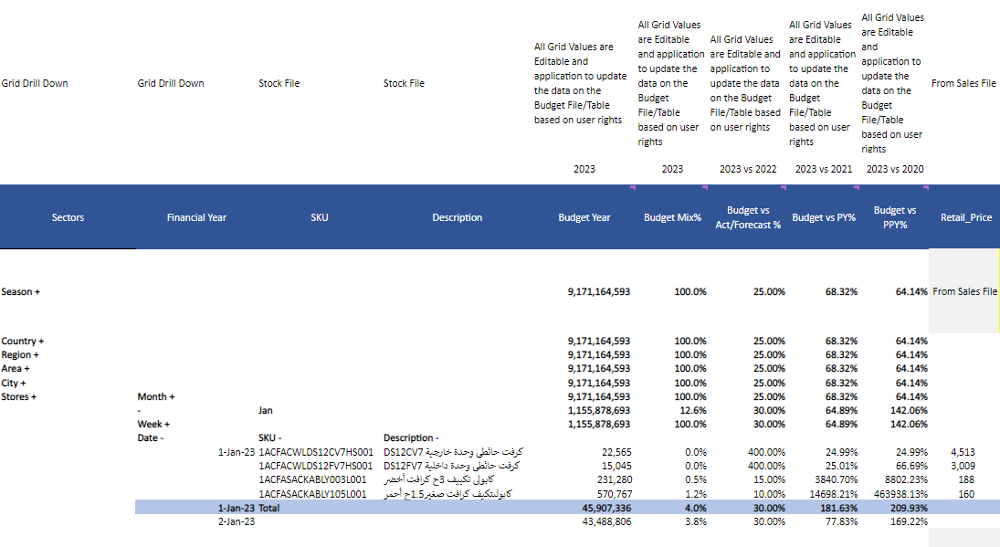 Grid Drill Down Grid Drill Down Stock File Stock File All Grid Values are Editable and application to update the data on the Budget File/Table based on user rights All Grid Values are Editable and application to update the data on the Budget File/Table based on user rights All Grid Values are Editable and application to update the data on the Budget File/Table based on user rights All Grid Values are Editable and application to update the data on the Budget File/Table based on user rights All Grid Values are Editable and application to update the data on the Budget File/Table based on user rights From Sales File
2023 2023 2023 vs 2022 2023 vs 2021 2023 vs 2020
Sectors Financial Year SKU Description Budget Year Budget Mix% Budget vs Act/Forecast % Budget vs PY% Budget vs PPY% Retail_Price
Season + 9,171,164,593 100.0% 25.00% 68.32% 64.14% From Sales File
Country + 9,171,164,593 100.0% 25.00% 68.32% 64.14%
Region + 9,171,164,593 100.0% 25.00% 68.32% 64.14%
Area + 9,171,164,593 100.0% 25.00% 68.32% 64.14%
City + 9,171,164,593 100.0% 25.00% 68.32% 64.14%
Stores + Month + 9,171,164,593 100.0% 25.00% 68.32% 64.14%
- Jan 1,155,878,693 12.6% 30.00% 64.89% 142.06%
Week + 1,155,878,693 100.0% 30.00% 64.89% 142.06%
Date - SKU - Description -
1-Jan-23 1ACFACWLDS12CV7HS001 DS12CV7 كرفت حائطى وحدة خارجية 22,565 0.0% 400.00% 24.99% 24.99% 4,513
1ACFACWLDS12FV7HS001 DS12FV7 كرفت حائطى وحدة داخلية 15,045 0.0% 400.00% 25.01% 66.69% 3,009
1ACFASACKABLY003L001 كابولى تكييف 3ح كرافت أخضر 231,280 0.5% 15.00% 3840.70% 8802.23% 188
1ACFASACKABLY105L001 كابولىتكيف كرافت صغير1.5ح أحمر 570,767 1.2% 10.00% 14698.21% 463938.13% 160
1-Jan-23 Total 45,907,336 4.0% 30.00% 181.63% 209.93%
2-Jan-23 43,488,806 3.8% 30.00% 77.83% 169.22%